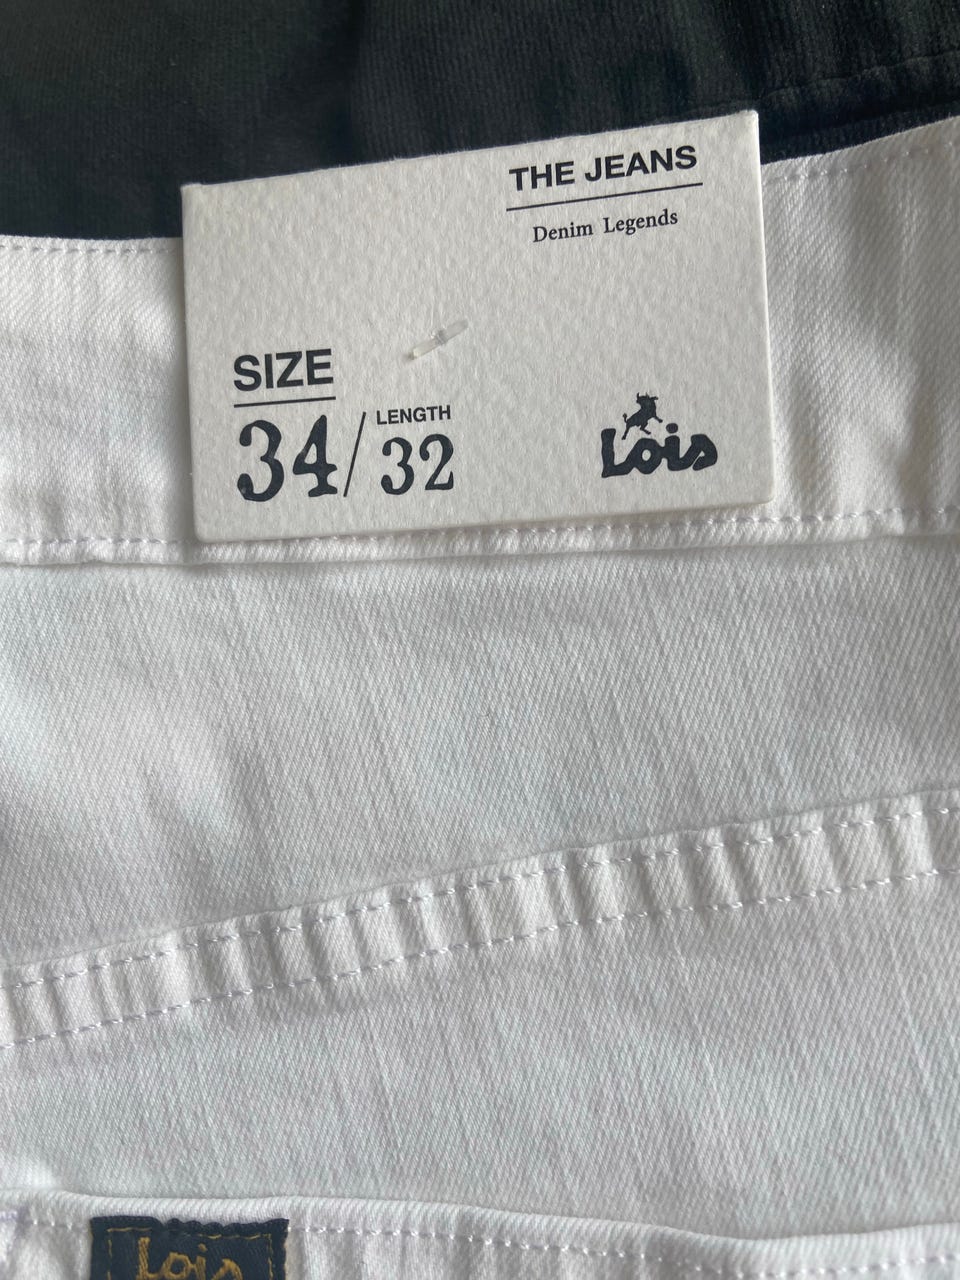 THE JEANS
Denim Legends
SIZE
34/ LENGTH 32
Lois
Lois